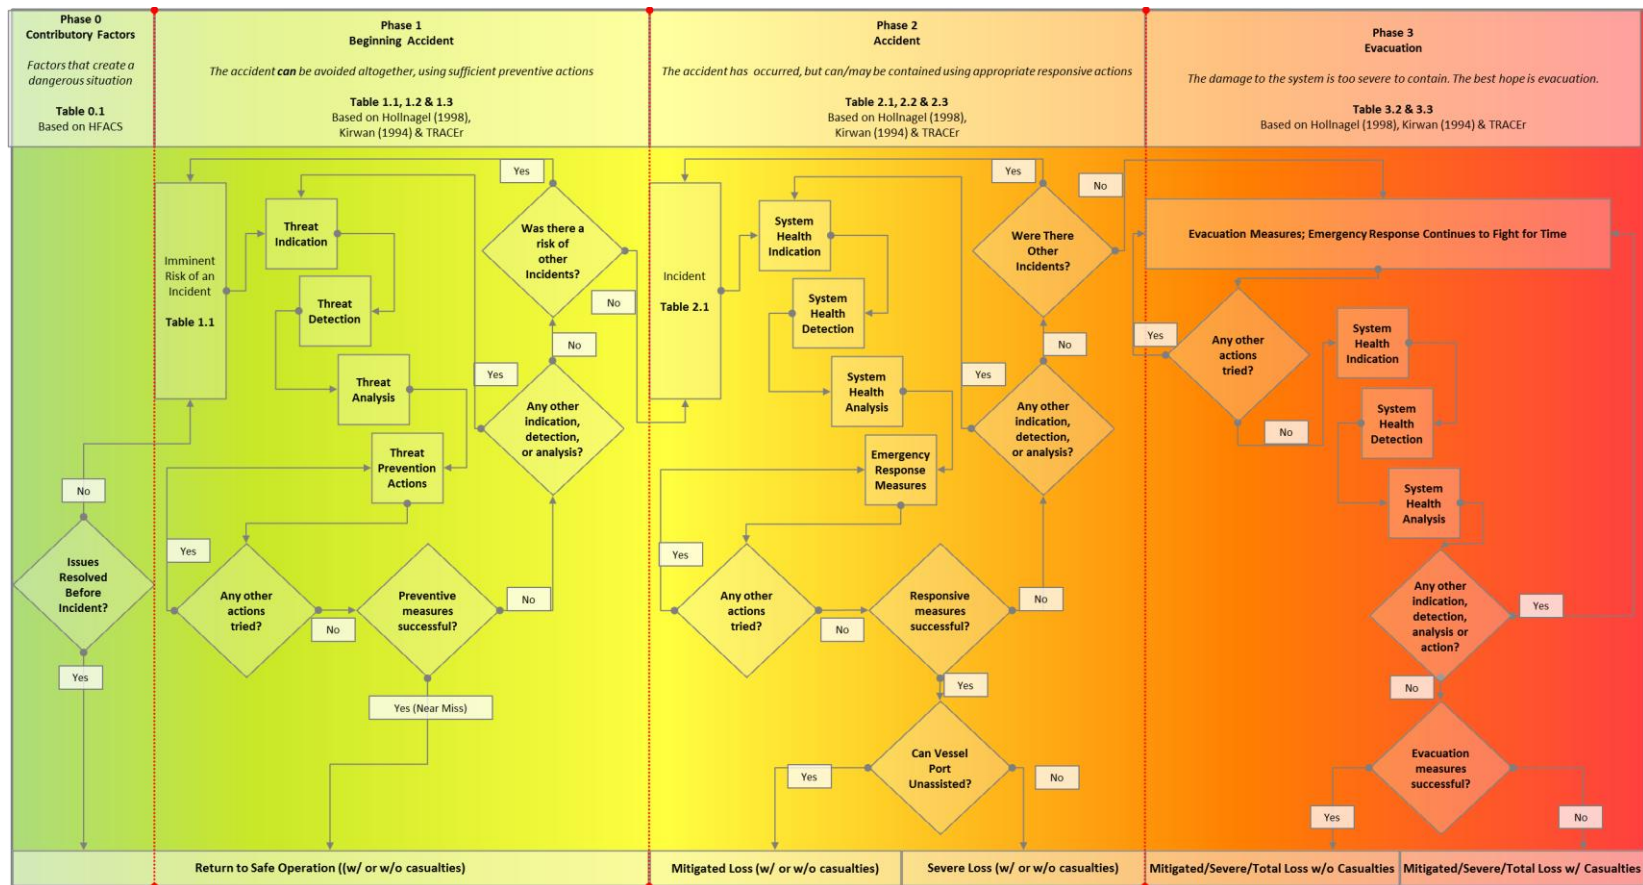 Phase 0
Contributory Factors
Factors that create a
dangerous situation
Table 0.1
Based on HFACS
Phase 1
Beginning Accident
The accident can be avoided altogether, using sufficient preventive actions
Table 1.1, 1.2 & 1.3
Based on Hollnagel (1998),
Kirwan (1994) & TRACEr
Phase 2
Accident
The accident has occurred, but can/may be contained using appropriate responsive actions
Table 2.1, 2.2 & 2.3
Based on Hollnagel (1998),
Kirwan (1994) & TRACEr
Phase 3
Evacuation
The damage to the system is too severe to contain. The best hope is evacuation.
Table 3.2 & 3.3
Based on Hollnagel (1998), Kirwan (1994) & TRACEr
No
Issues
Resolved
Before
Incident?
Yes
Imminent
Risk of an
Incident
Table 1.1
Threat
Indication
Threat
Detection
Threat
Analysis
Threat
Prevention
Actions
Yes
Any other
actions
tried?
No
Preventive
measures
successful?
No
Yes (Near Miss)
Yes
Was there a
risk of
other
Incidents?
No
No
Yes
Any other
indication,
detection,
or analysis?
Incident
Table 2.1
System
Health
Indication
System
Health
Detection
System
Health
Analysis
Emergency
Response
Measures
Yes
Any other
actions
tried?
No
Responsive
measures
successful?
No
Yes
Can Vessel
Port
Unassisted?
Yes
No
Yes
Were There
Other
Incidents?
No
No
Yes
Any other
indication,
detection,
or analysis?
Evacuation Measures; Emergency Response Continues to Fight for Time
Yes
Any other
actions
tried?
No
System
Health
Indication
System
Health
Detection
System
Health
Analysis
Any other
indication,
detection,
analysis or
action?
Yes
No
Evacuation
measures
successful?
Yes
No
Return to Safe Operation ((w/ or w/o casualties)
Mitigated Loss (w/ or w/o casualties)
Severe Loss (w/ or w/o casualties)
Mitigated/Severe/Total Loss w/o Casualties
Mitigated/Severe/Total Loss w/ Casualties